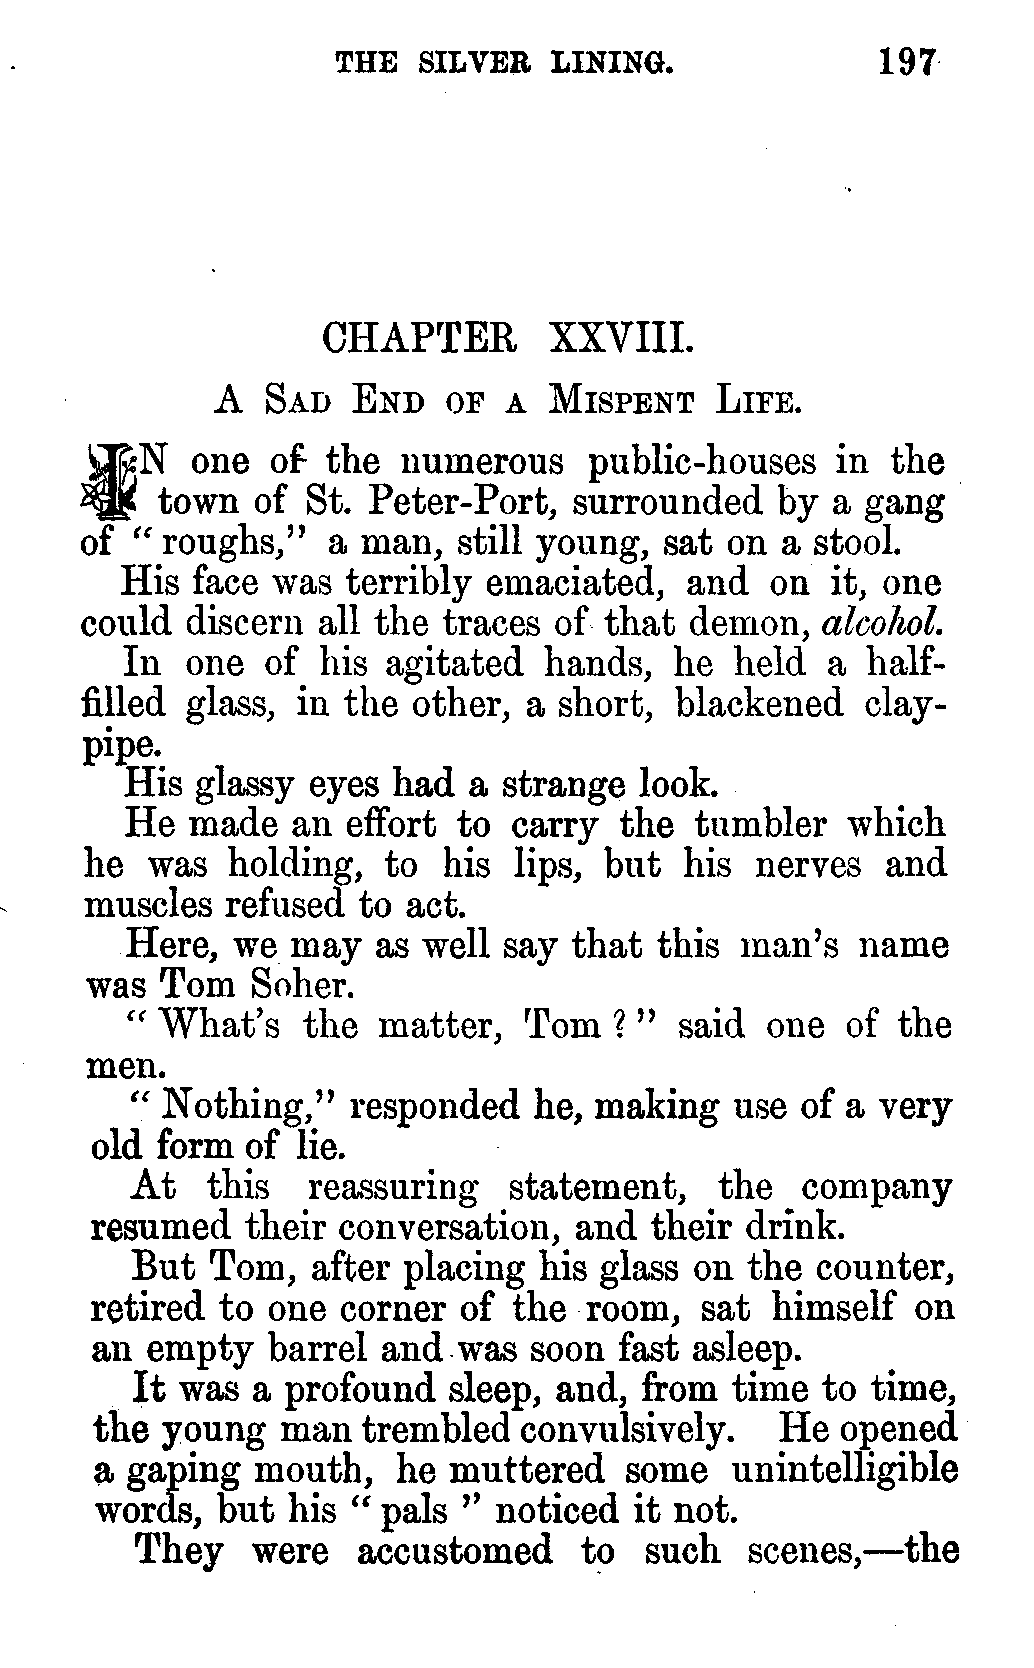 THE SILVER LINING. 197
CHAPTER XXVIII.
A SAD END OF A MISPENT LIFE.
IN one of the numerous public-houses in the
town of St. Peter-Port, surrounded by a gang
of " roughs," a man, still young, sat on a stool.
His face was terribly emaciated, and on it, one
could discern all the traces of that demon, alcohol.
In one of his agitated hands, he held a half-
filled glass, in the other, a short, blackened clay-
pipe.
His glassy eyes had a strange look.
He made an effort to carry the tumbler which
he was holding, to his lips, but his nerves and
muscles refused to act.
Here, we may as well say that this man's name
was Tom Soher.
" What's the matter, Tom ? " said one of the
men.
" Nothing," responded he, making use of a very
old form of lie.
At this reassuring statement, the company
resumed their conversation, and their drink.
But Tom, after placing his glass on the counter,
retired to one corner of the room, sat himself on
an empty barrel and was soon fast asleep.
It was a profound sleep, and, from time to time,
the young man trembled convulsively. He opened
a gaping mouth, he muttered some unintelligible
words, but his " pals " noticed it not.
They were accustomed to such scenes,—the